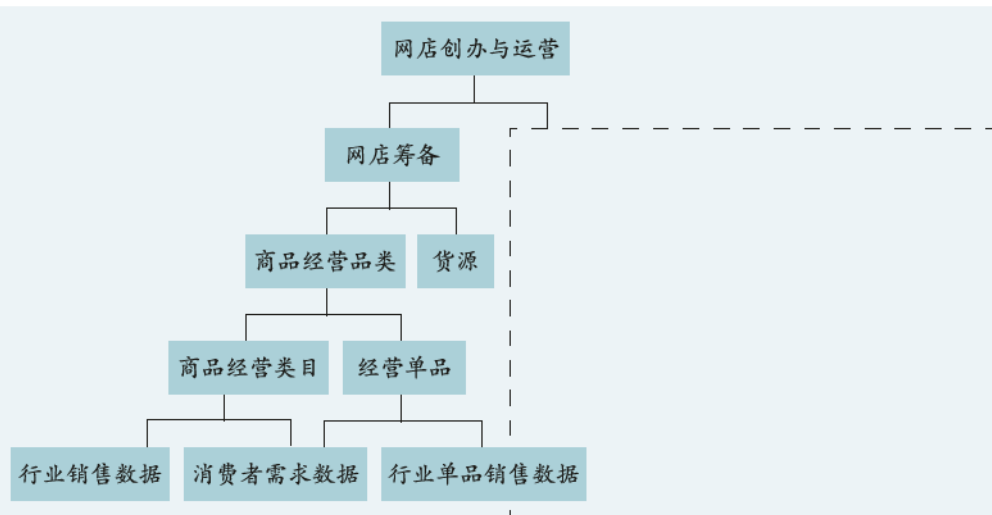 网店创办与运营
网店筹备
商品经营品类
货源
商品经营类目
经营单品
行业销售数据
消费者需求数据
行业单品销售数据